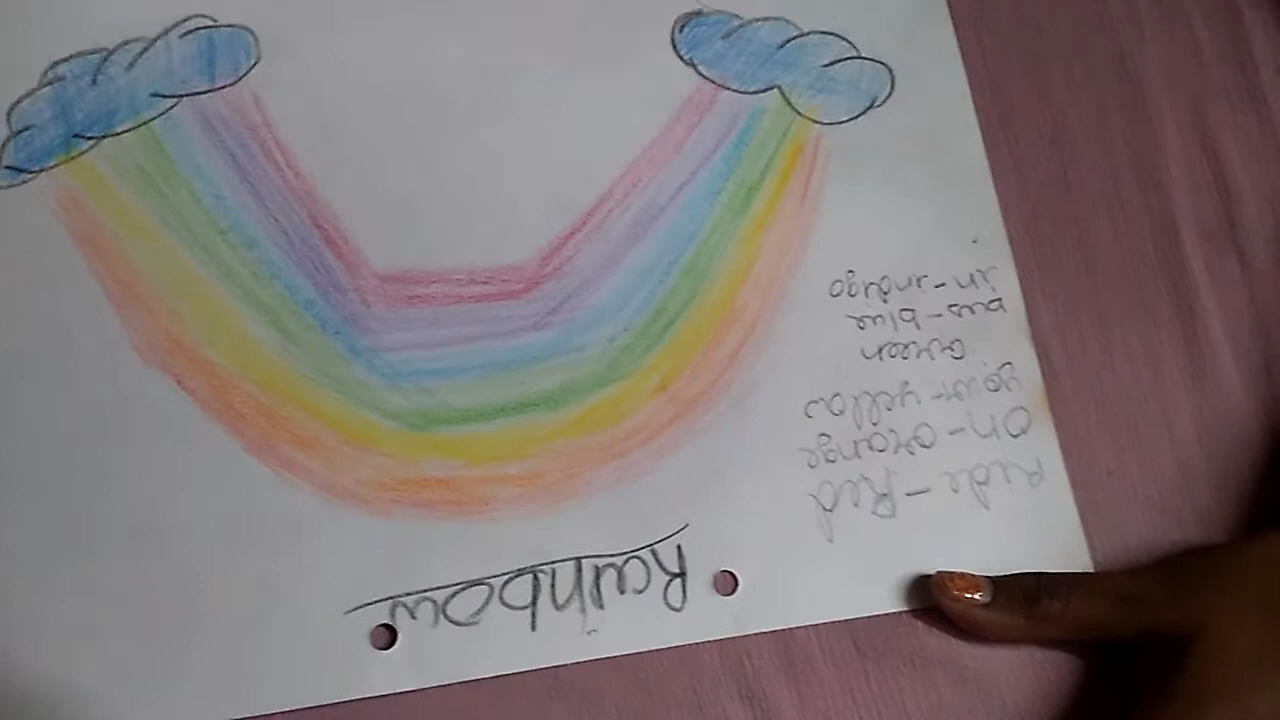 Rainbow
Ride - Red
on - orange
your - yellow
Green
bus - blue
in - indigo